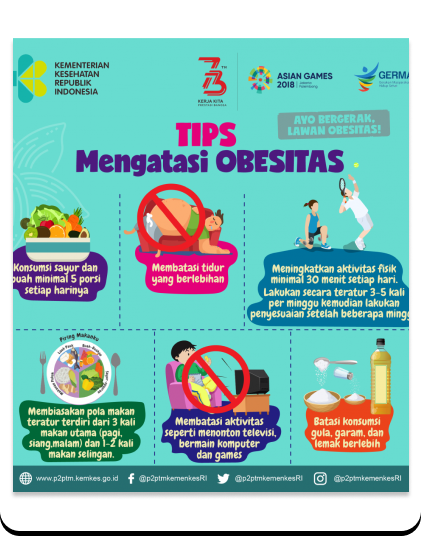 KEMENTERIAN
KESEHATAN
REPUBLIK
INDONESIA
73 TH
KERJA KITA
PRESTASI BANGSA
ASIAN GAMES
2018
GERMA
AYO BERGERAK,
LAWAN OBESITAS!
TIPS
Mengatasi OBESITAS
Konsumsi sayur dan
buah minimal 5 porsi
setiap harinya
Membatasi tidur
yang berlebihan
Meningkatkan aktivitas fisik
minimal 30 menit setiap hari.
Lakukan secara teratur 3-5 kali
per minggu kemudian lakukan
penyesuaian setelah beberapa mingg
Piring Makanku
Membiasakan pola makan
teratur terdiri dari 3 kali
makan utama (pagi,
siang,malam) dan 1-2 kali
makan selingan.
Membatasi aktivitas
seperti menonton televisi,
bermain komputer
dan games
Batasi konsumsi
gula, garam, dan
lemak berlebih
www.p2ptm.kemkes.go.id
@p2ptmkemenkesRI
@p2ptmkemenkesRI
@p2ptmkemenkesRI